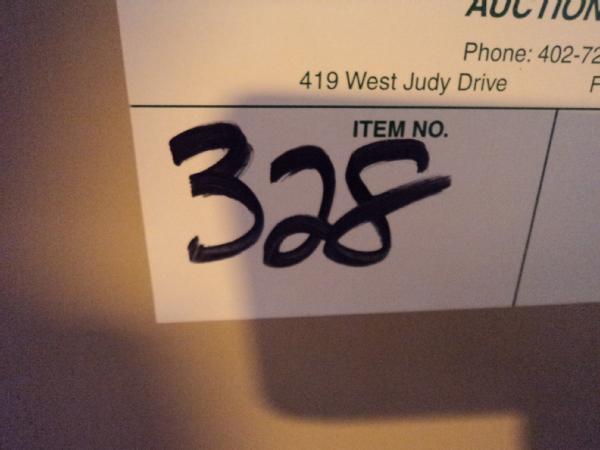 AUCTION
Phone: 402-72
419 West Judy Drive
ITEM NO.
328